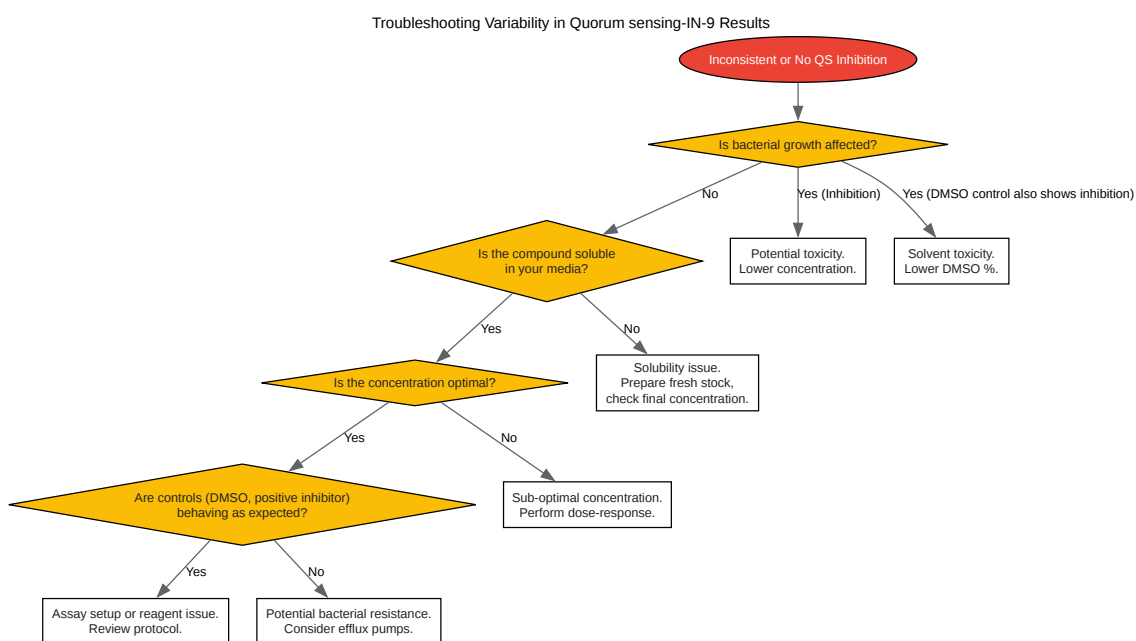 Troubleshooting Variability in Quorum sensing-IN-9 Results
Inconsistent or No QS Inhibition
Is bacterial growth affected?
No
Yes (Inhibition)
Yes (DMSO control also shows inhibition)
Is the compound soluble
in your media?
Potential toxicity.
Lower concentration.
Solvent toxicity.
Lower DMSO %.
Yes
No
Is the concentration optimal?
Solubility issue.
Prepare fresh stock,
check final concentration.
Yes
No
Are controls (DMSO, positive inhibitor)
behaving as expected?
Sub-optimal concentration.
Perform dose-response.
Yes
No
Assay setup or reagent issue.
Review protocol.
Potential bacterial resistance.
Consider efflux pumps.